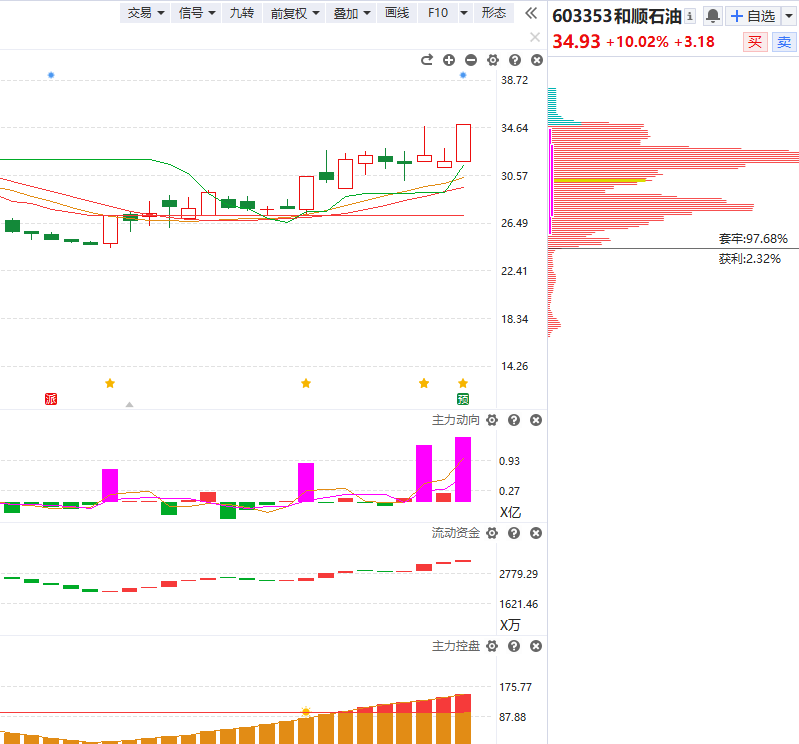 交易 信号 九转 前复权 叠加 画线 F10 形态
603353和顺石油
自选
34.93 +10.02% +3.18
买 卖
38.72
34.64
30.57
26.49
22.41
18.34
14.26
套牢:97.68%
获利:2.32%
派
预
主力动向
0.93
0.27
X亿
流动资金
2779.29
1621.46
X万
主力控盘
175.77
87.88